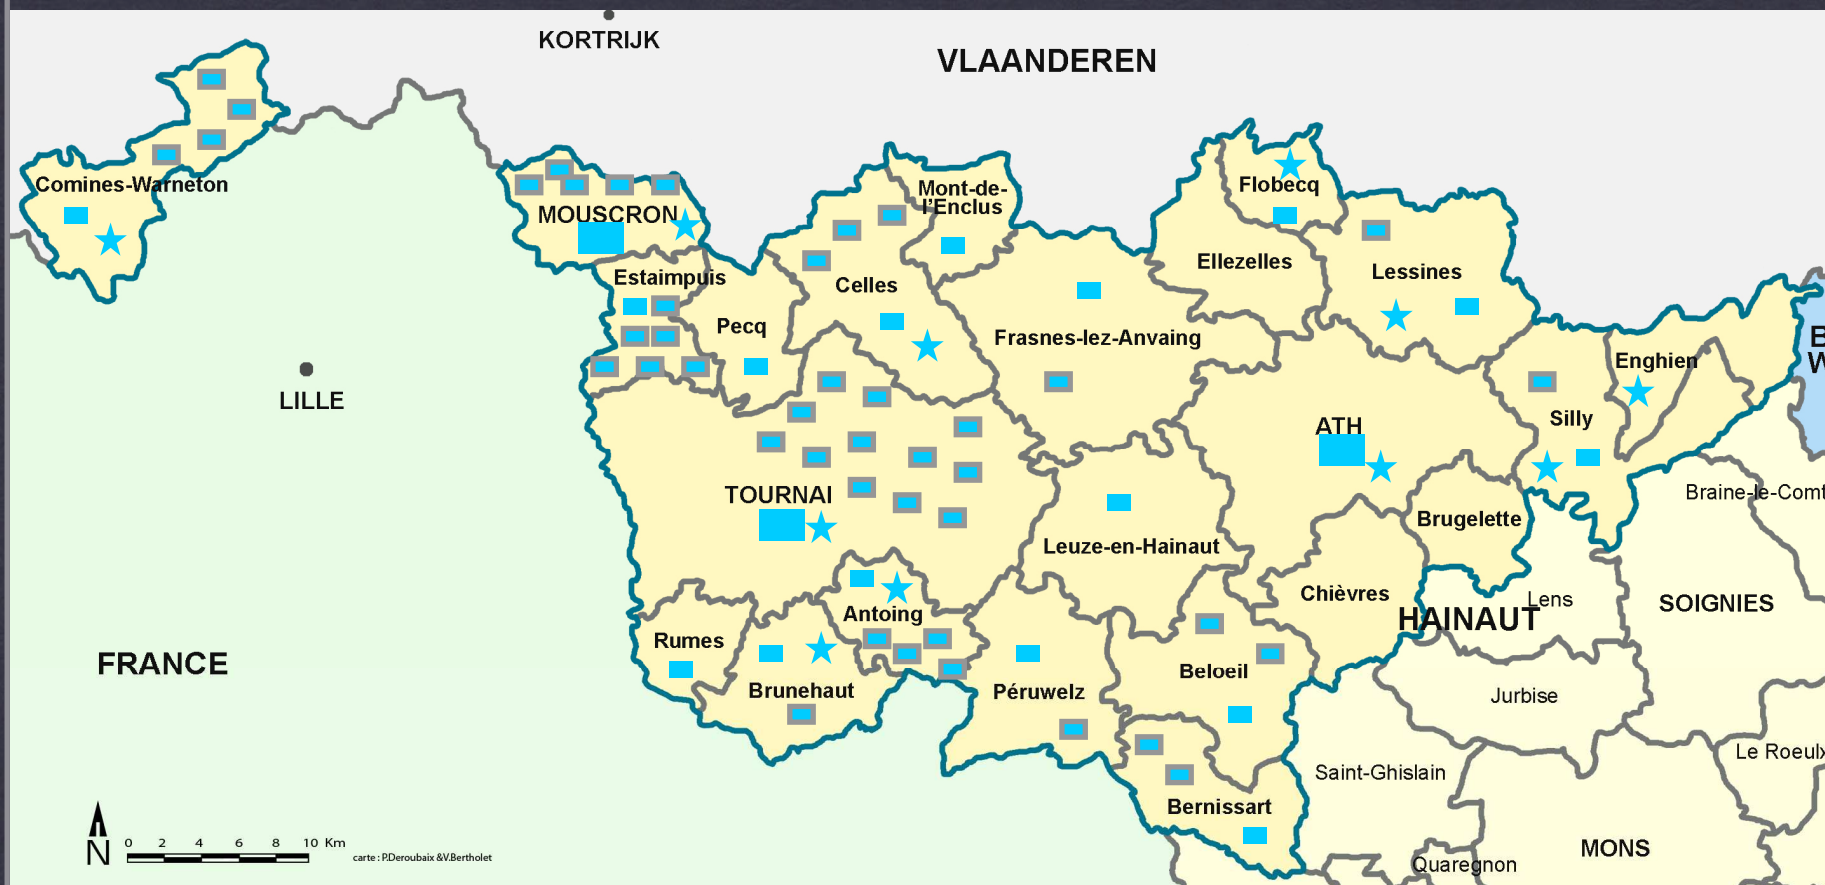 KORTRIJK
VLAANDEREN
Comines-Warneton
MOUSCRON
Mont-de-
l'Enclus
Flobecq
Estaimpuis
Celles
Ellezelles
Lessines
Pecq
Frasnes-lez-Anvaing
Enghien
B
W
LILLE
Silly
ATH
TOURNAI
Braine-le-Comt
Brugelette
Leuze-en-Hainaut
Chièvres
Lens
SOIGNIES
HAINAUT
Antoing
Rumes
FRANCE
Beloeil
Brunehaut
Péruwelz
Jurbise
Le Roeulx
Saint-Ghislain
Bernissart
N
0 2 4 6 8 10 Km
carte : P.Deroubaix &V.Bertholet
MONS
Quaregnon